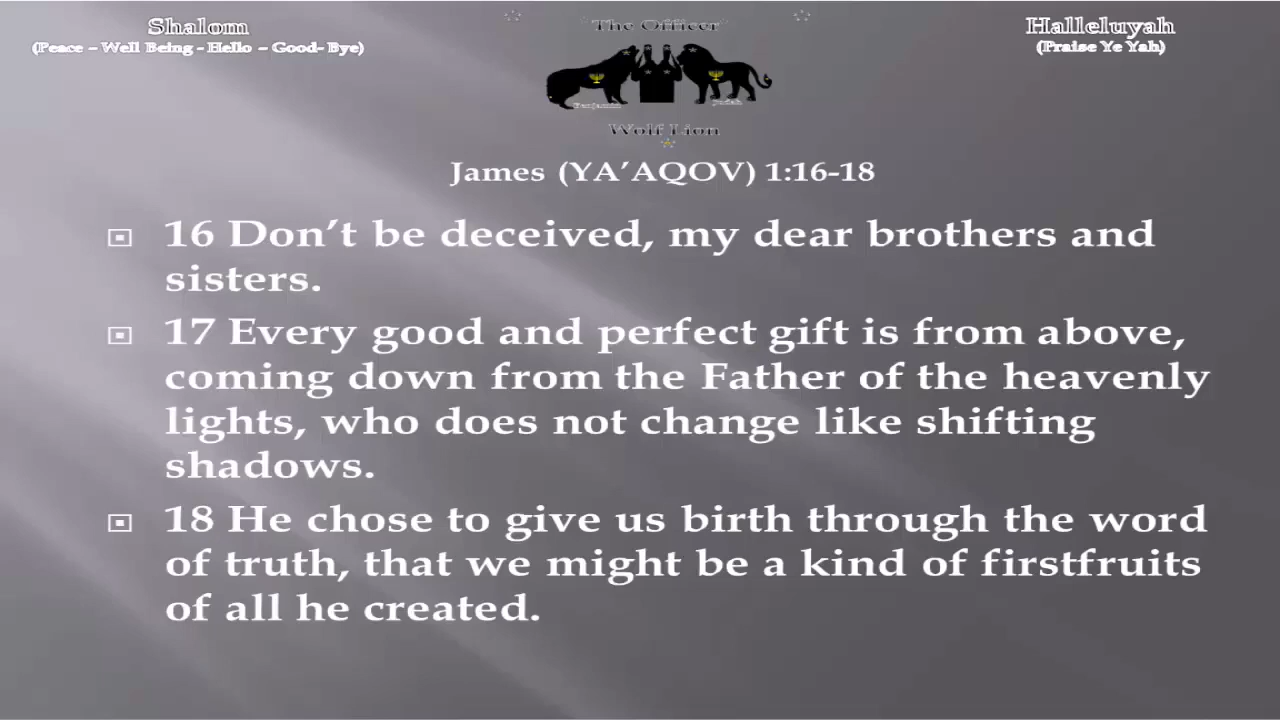 Shalom
(Peace – Well Being - Hello – Good- Bye)
"The Officer"
Halleluyah
(Praise Ye Yah)
Benjamin
Judah
Wolf Lion
James (YA’AQOV) 1:16-18
16 Don’t be deceived, my dear brothers and
sisters.
17 Every good and perfect gift is from above,
coming down from the Father of the heavenly
lights, who does not change like shifting
shadows.
18 He chose to give us birth through the word
of truth, that we might be a kind of firstfruits
of all he created.